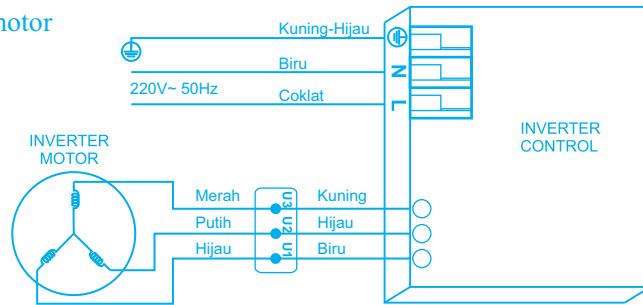 motor
Kuning-Hijau
Biru
N
220V~ 50Hz
Coklat
L
INVERTER
CONTROL
INVERTER
MOTOR
Merah
U3
Kuning
Putih
U2
Hijau
Hijau
U1
Biru